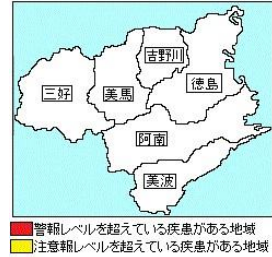 吉野川
三好
美馬
徳島
阿南
美波
警報レベルを超えている疾患がある地域
注意報レベルを超えている疾患がある地域